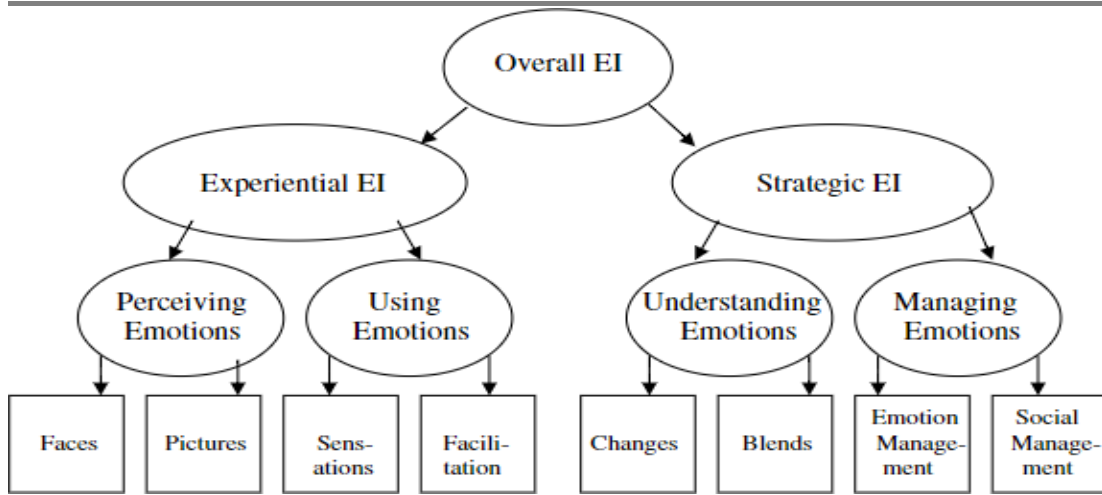 Overall EI
Experiential EI
Strategic EI
Perceiving
Emotions
Using
Emotions
Understanding
Emotions
Managing
Emotions
Faces
Pictures
Sens-
ations
Facili-
tation
Changes
Blends
Emotion
Manage-
ment
Social
Manage-
ment